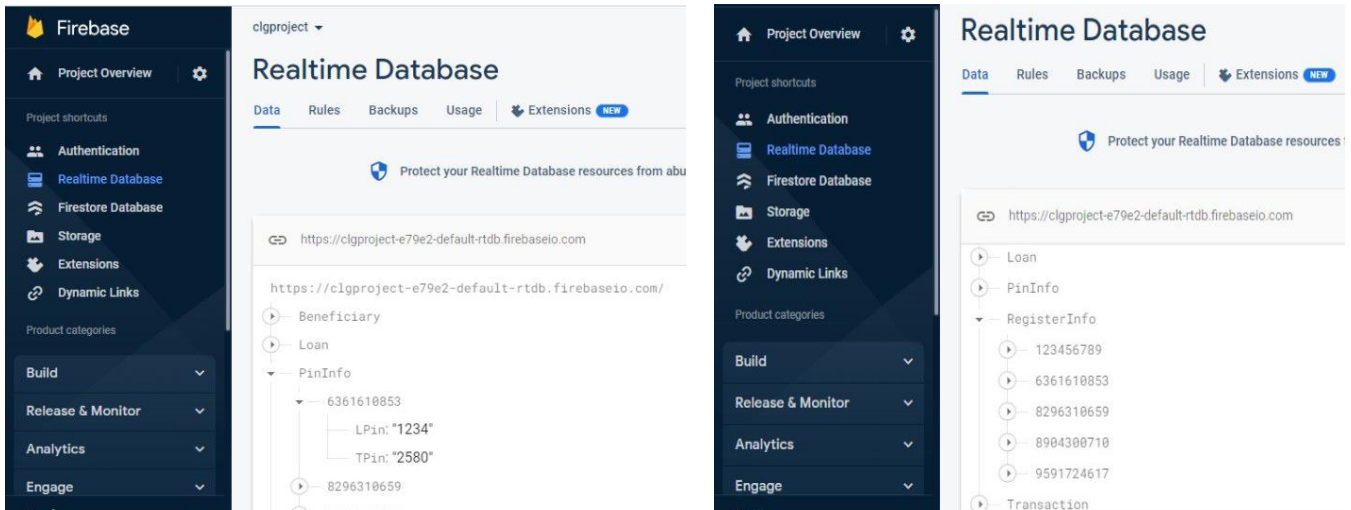 Firebase
Project Overview
Project shortcuts
Authentication
Realtime Database
Firestore Database
Storage
Extensions
Dynamic Links
Product categories
Build
Release & Monitor
Analytics
Engage
clgproject
Realtime Database
Data Rules Backups Usage Extensions NEW
Protect your Realtime Database resources from abu
https://clgproject-e79e2-default-rtdb.firebaseio.com
https://clgproject-e79e2-default-rtdb.firebaseio.com/
Beneficiary
Loan
PinInfo
6361610853
LPin: "1234"
TPin: "2580"
8296310659
Project Overview
Project shortcuts
Authentication
Realtime Database
Firestore Database
Storage
Extensions
Dynamic Links
Product categories
Build
Release & Monitor
Analytics
Engage
Realtime Database
Data Rules Backups Usage Extensions NEW
Protect your Realtime Database resources
https://clgproject-e79e2-default-rtdb.firebaseio.com
Loan
PinInfo
RegisterInfo
123456789
6361610853
8296310659
8904300710
9591724617
Transaction